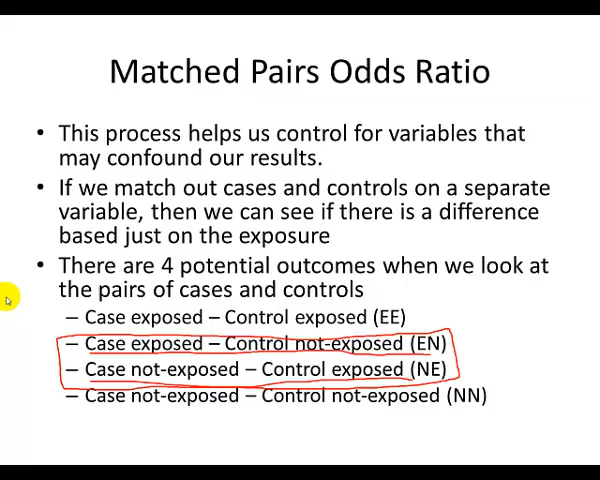 Matched Pairs Odds Ratio
• This process helps us control for variables that
may confound our results.
• If we match out cases and controls on a separate
variable, then we can see if there is a difference
based just on the exposure
• There are 4 potential outcomes when we look at
the pairs of cases and controls
– Case exposed – Control exposed (EE)
– Case exposed – Control not-exposed (EN)
– Case not-exposed – Control exposed (NE)
– Case not-exposed – Control not-exposed (NN)